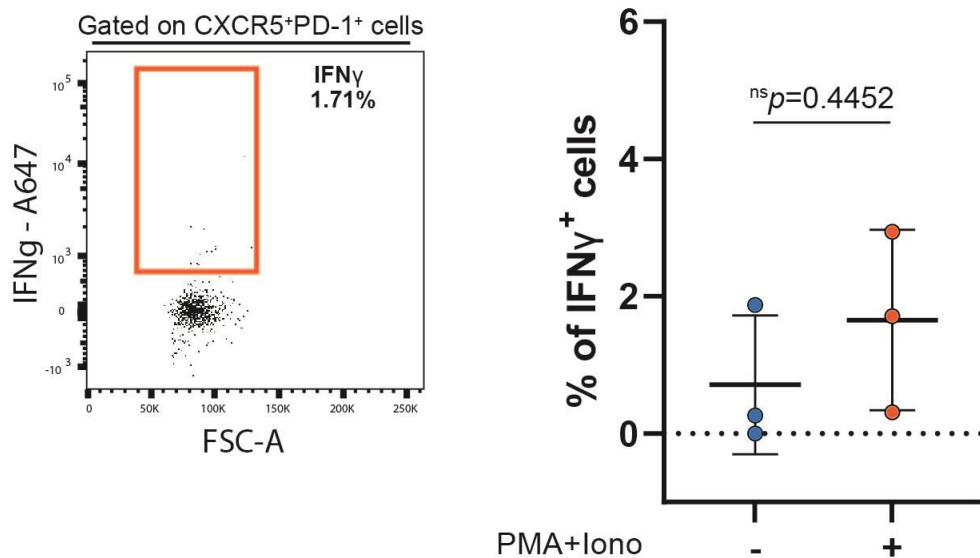 Gated on CXCR5⁺PD-1⁺ cells
IFNγ
1.71%
IFNg - A647
10⁵
10⁴
10³
0
-10³
0 50K 100K 150K 200K 250K
FSC-A
% of IFNγ⁺ cells
6
4
2
0
ⁿˢp=0.4452
PMA+Iono - +